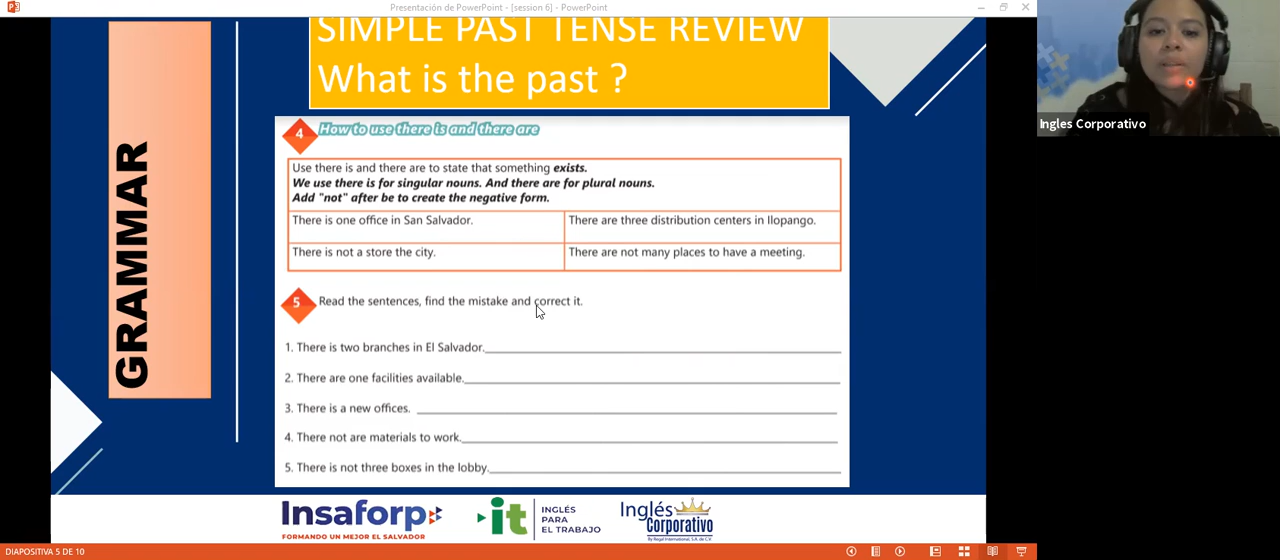 Presentación de PowerPoint - [session 6] - PowerPoint
SIMPLE PAST TENSE REVIEW
What is the past ?
GRAMMAR
4 How to use there is and there are
Use there is and there are to state that something exists.
We use there is for singular nouns. And there are for plural nouns.
Add "not" after be to create the negative form.
There is one office in San Salvador. There are three distribution centers in Ilopango.
There is not a store the city. There are not many places to have a meeting.
5 Read the sentences, find the mistake and correct it.
1. There is two branches in El Salvador.
2. There are one facilities available.
3. There is a new offices.
4. There not are materials to work.
5. There is not three boxes in the lobby.
Insaforp
FORMANDO UN MEJOR EL SALVADOR
it
INGLÉS
PARA
EL TRABAJO
Inglés
Corporativo
By Regal International, S.A. de C.V.
Ingles Corporativo
DIAPOSITIVA 5 DE 10